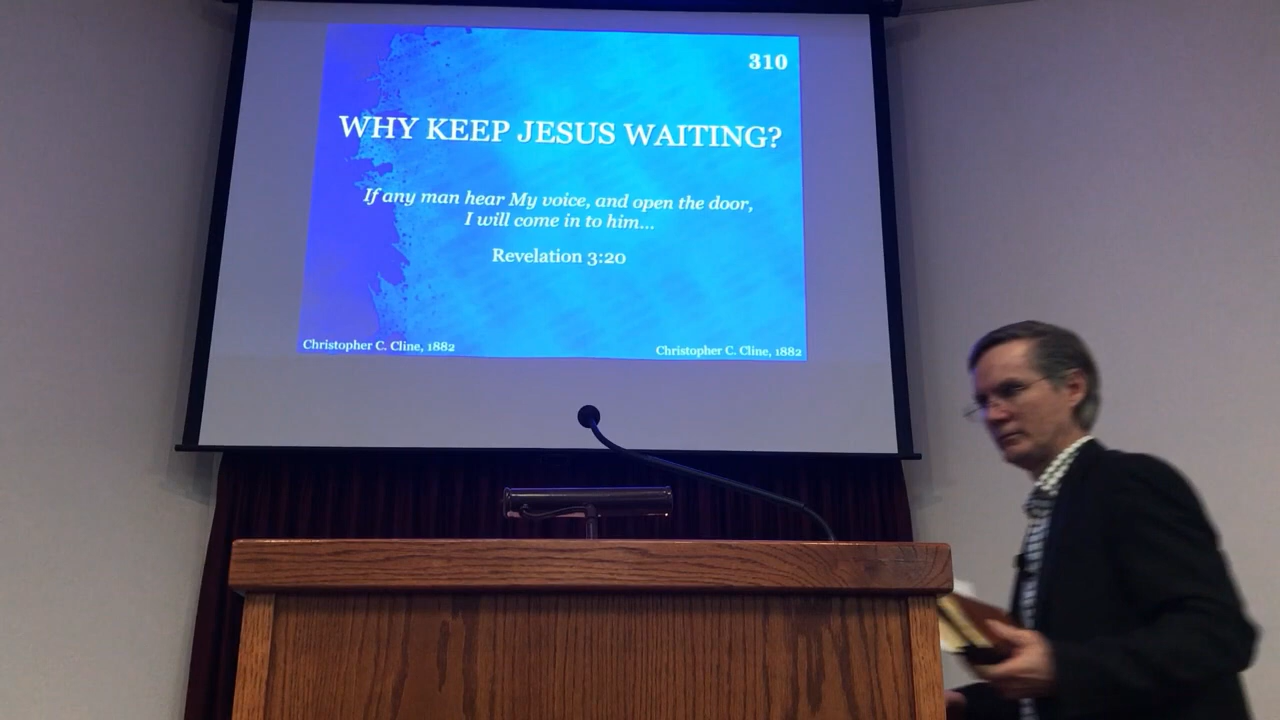 310
WHY KEEP JESUS WAITING?
If any man hear My voice, and open the door,
I will come in to him...
Revelation 3:20
Christopher C. Cline, 1882
Christopher C. Cline, 1882